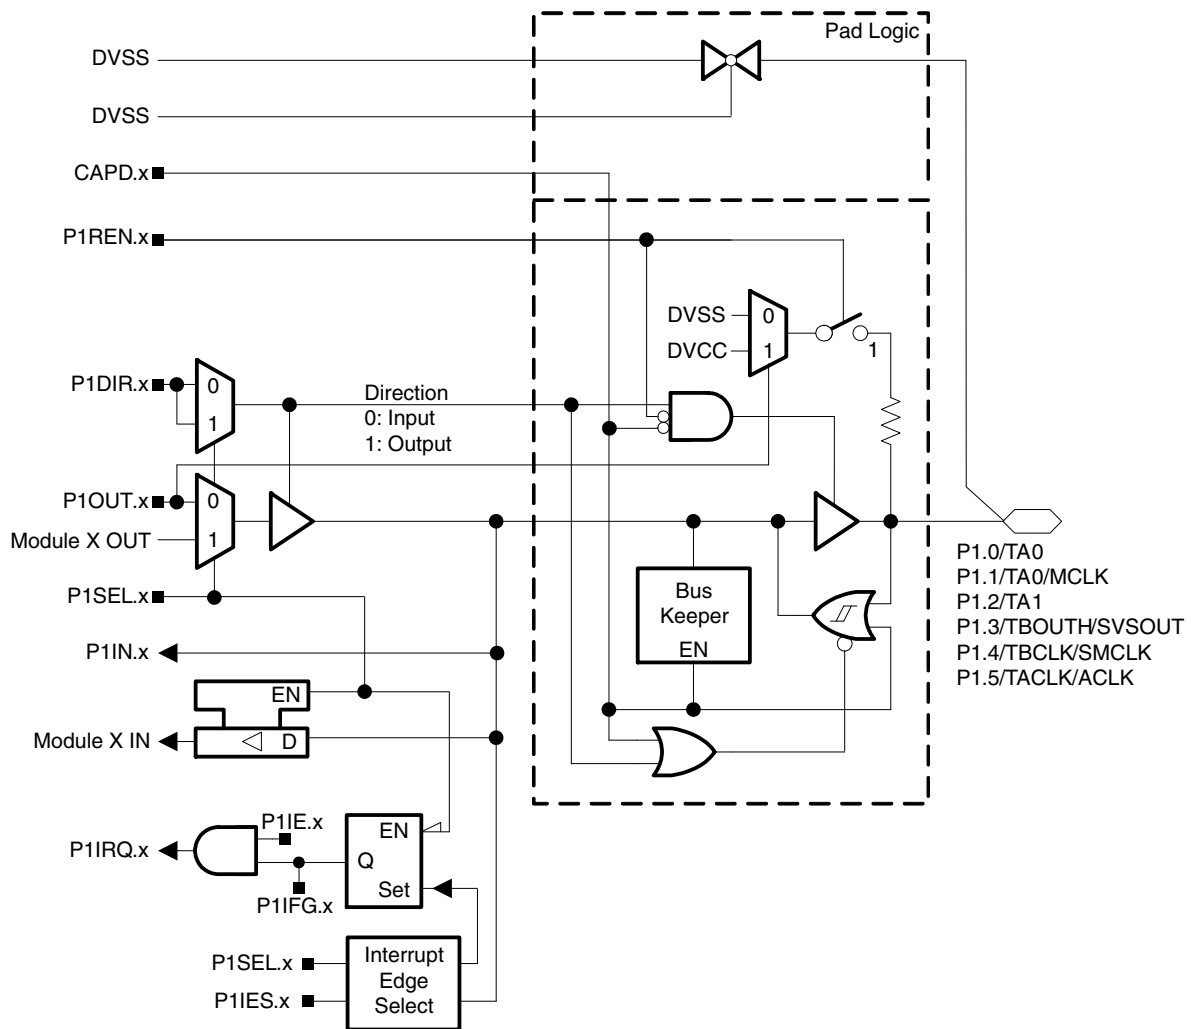 Pad Logic
DVSS
DVSS
CAPD.x
P1REN.x
DVSS
0
DVCC
1
1
P1DIR.x
0
1
Direction
0: Input
1: Output
P1OUT.x
0
Module X OUT
1
P1SEL.x
Bus
Keeper
EN
P1.0/TA0
P1.1/TA0/MCLK
P1.2/TA1
P1.3/TBOUTH/SVSOUT
P1.4/TBCLK/SMCLK
P1.5/TACLK/ACLK
P1IN.x
EN
Module X IN
D
P1IE.x
P1IRQ.x
EN
Q
Set
P1IFG.x
P1SEL.x
P1IES.x
Interrupt
Edge
Select